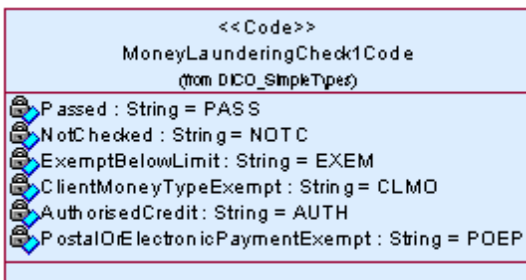 <<Code>>
MoneyLaunderingCheck1Code
(from DICO_SimpleTypes)
Passed : String = PASS
NotChecked : String = NOTC
ExemptBelowLimit : String = EXEM
ClientMoneyTypeExempt : String = CLMO
AuthorisedCredit : String = AUTH
PostalOrElectronicPaymentExempt : String = POEP